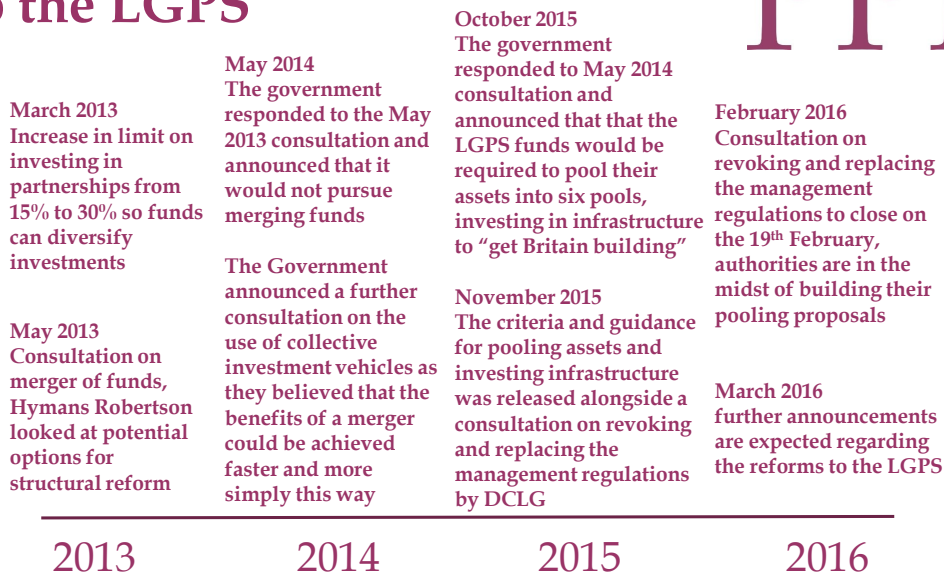 the LGPS
March 2013
Increase in limit on
investing in
partnerships from
15% to 30% so funds
can diversify
investments
May 2013
Consultation on
merger of funds,
Hymans Robertson
looked at potential
options for
structural reform
May 2014
The government
responded to the May
2013 consultation and
announced that it
would not pursue
merging funds
The Government
announced a further
consultation on the
use of collective
investment vehicles as
they believed that the
benefits of a merger
could be achieved
faster and more
simply this way
October 2015
The government
responded to May 2014
consultation and
announced that that the
LGPS funds would be
required to pool their
assets into six pools,
investing in infrastructure
to “get Britain building”
November 2015
The criteria and guidance
for pooling assets and
investing infrastructure
was released alongside a
consultation on revoking
and replacing the
management regulations
by DCLG
February 2016
Consultation on
revoking and replacing
the management
regulations to close on
the 19th February,
authorities are in the
midst of building their
pooling proposals
March 2016
further announcements
are expected regarding
the reforms to the LGPS
2013
2014
2015
2016